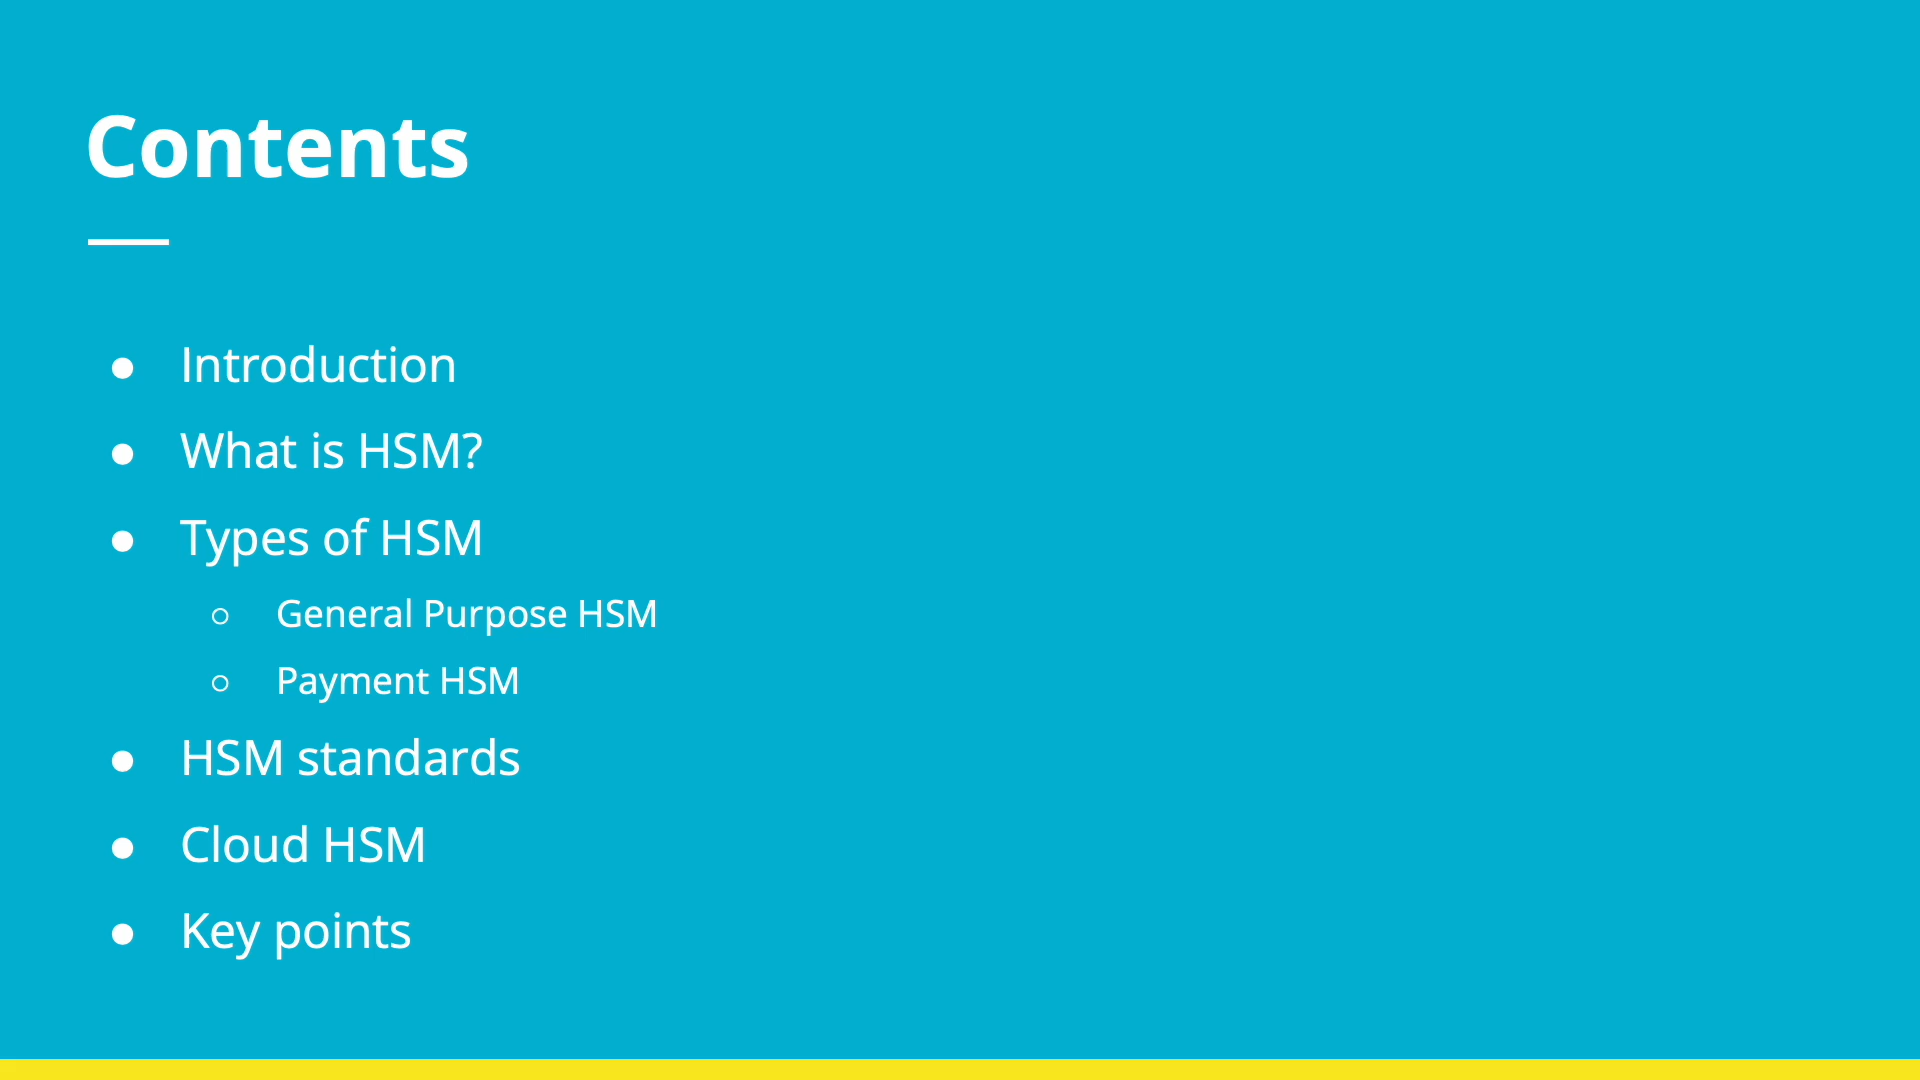 Contents
● Introduction
● What is HSM?
● Types of HSM
○ General Purpose HSM
○ Payment HSM
● HSM standards
● Cloud HSM
● Key points